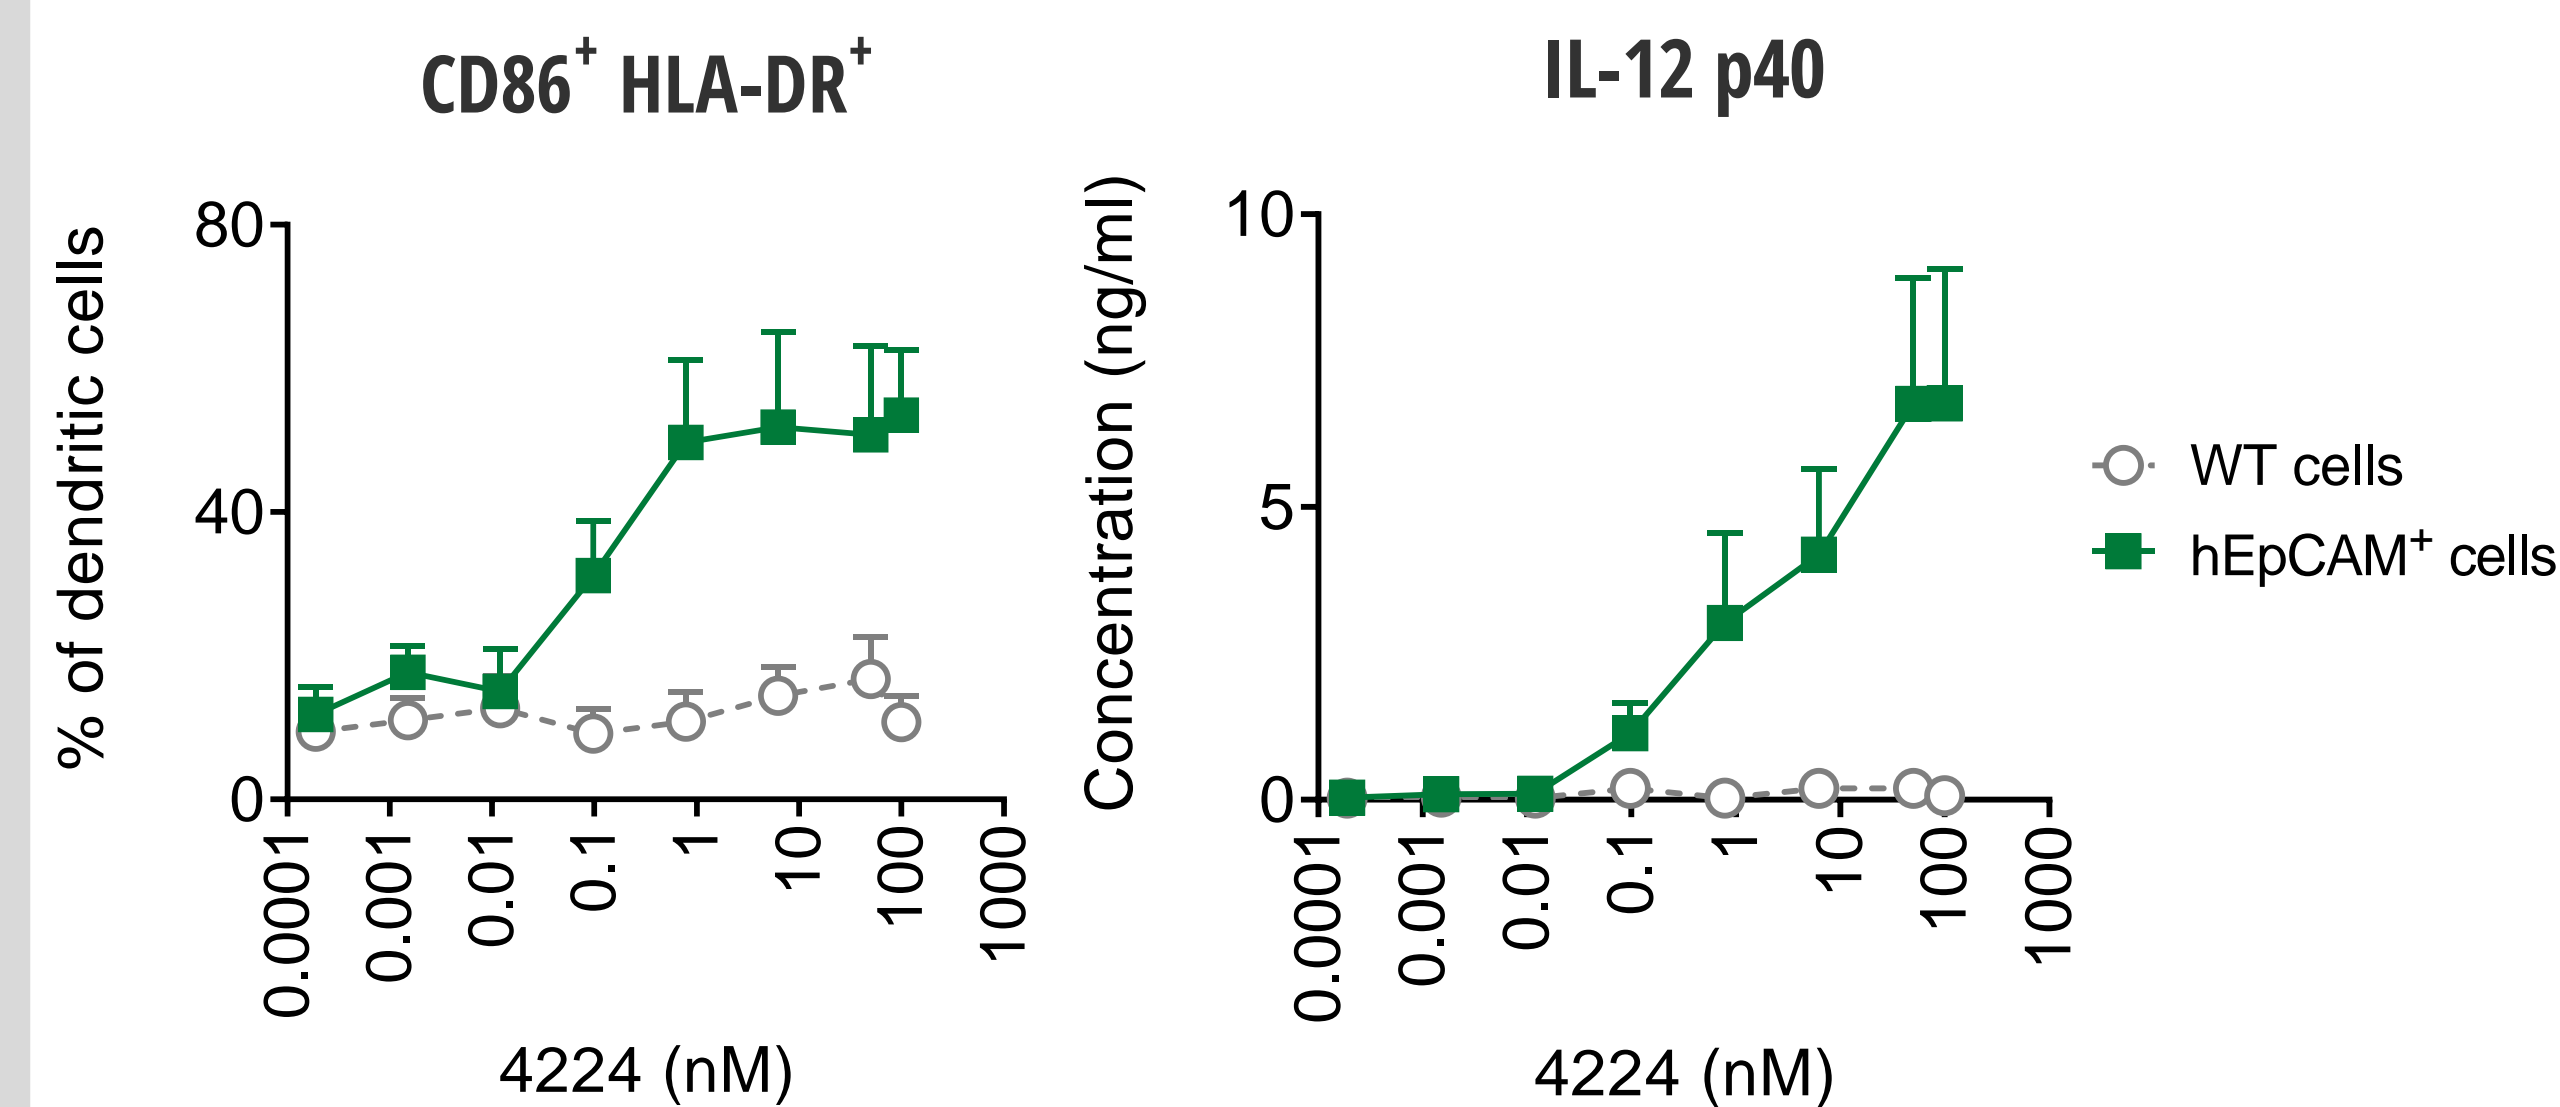 CD86⁺ HLA-DR⁺
% of dendritic cells
80
40
0
0.0001
0.001
0.01
0.1
1
10
100
1000
4224 (nM)
IL-12 p40
Concentration (ng/ml)
10
5
0
0.0001
0.001
0.01
0.1
1
10
100
1000
4224 (nM)
WT cells
hEpCAM⁺ cells